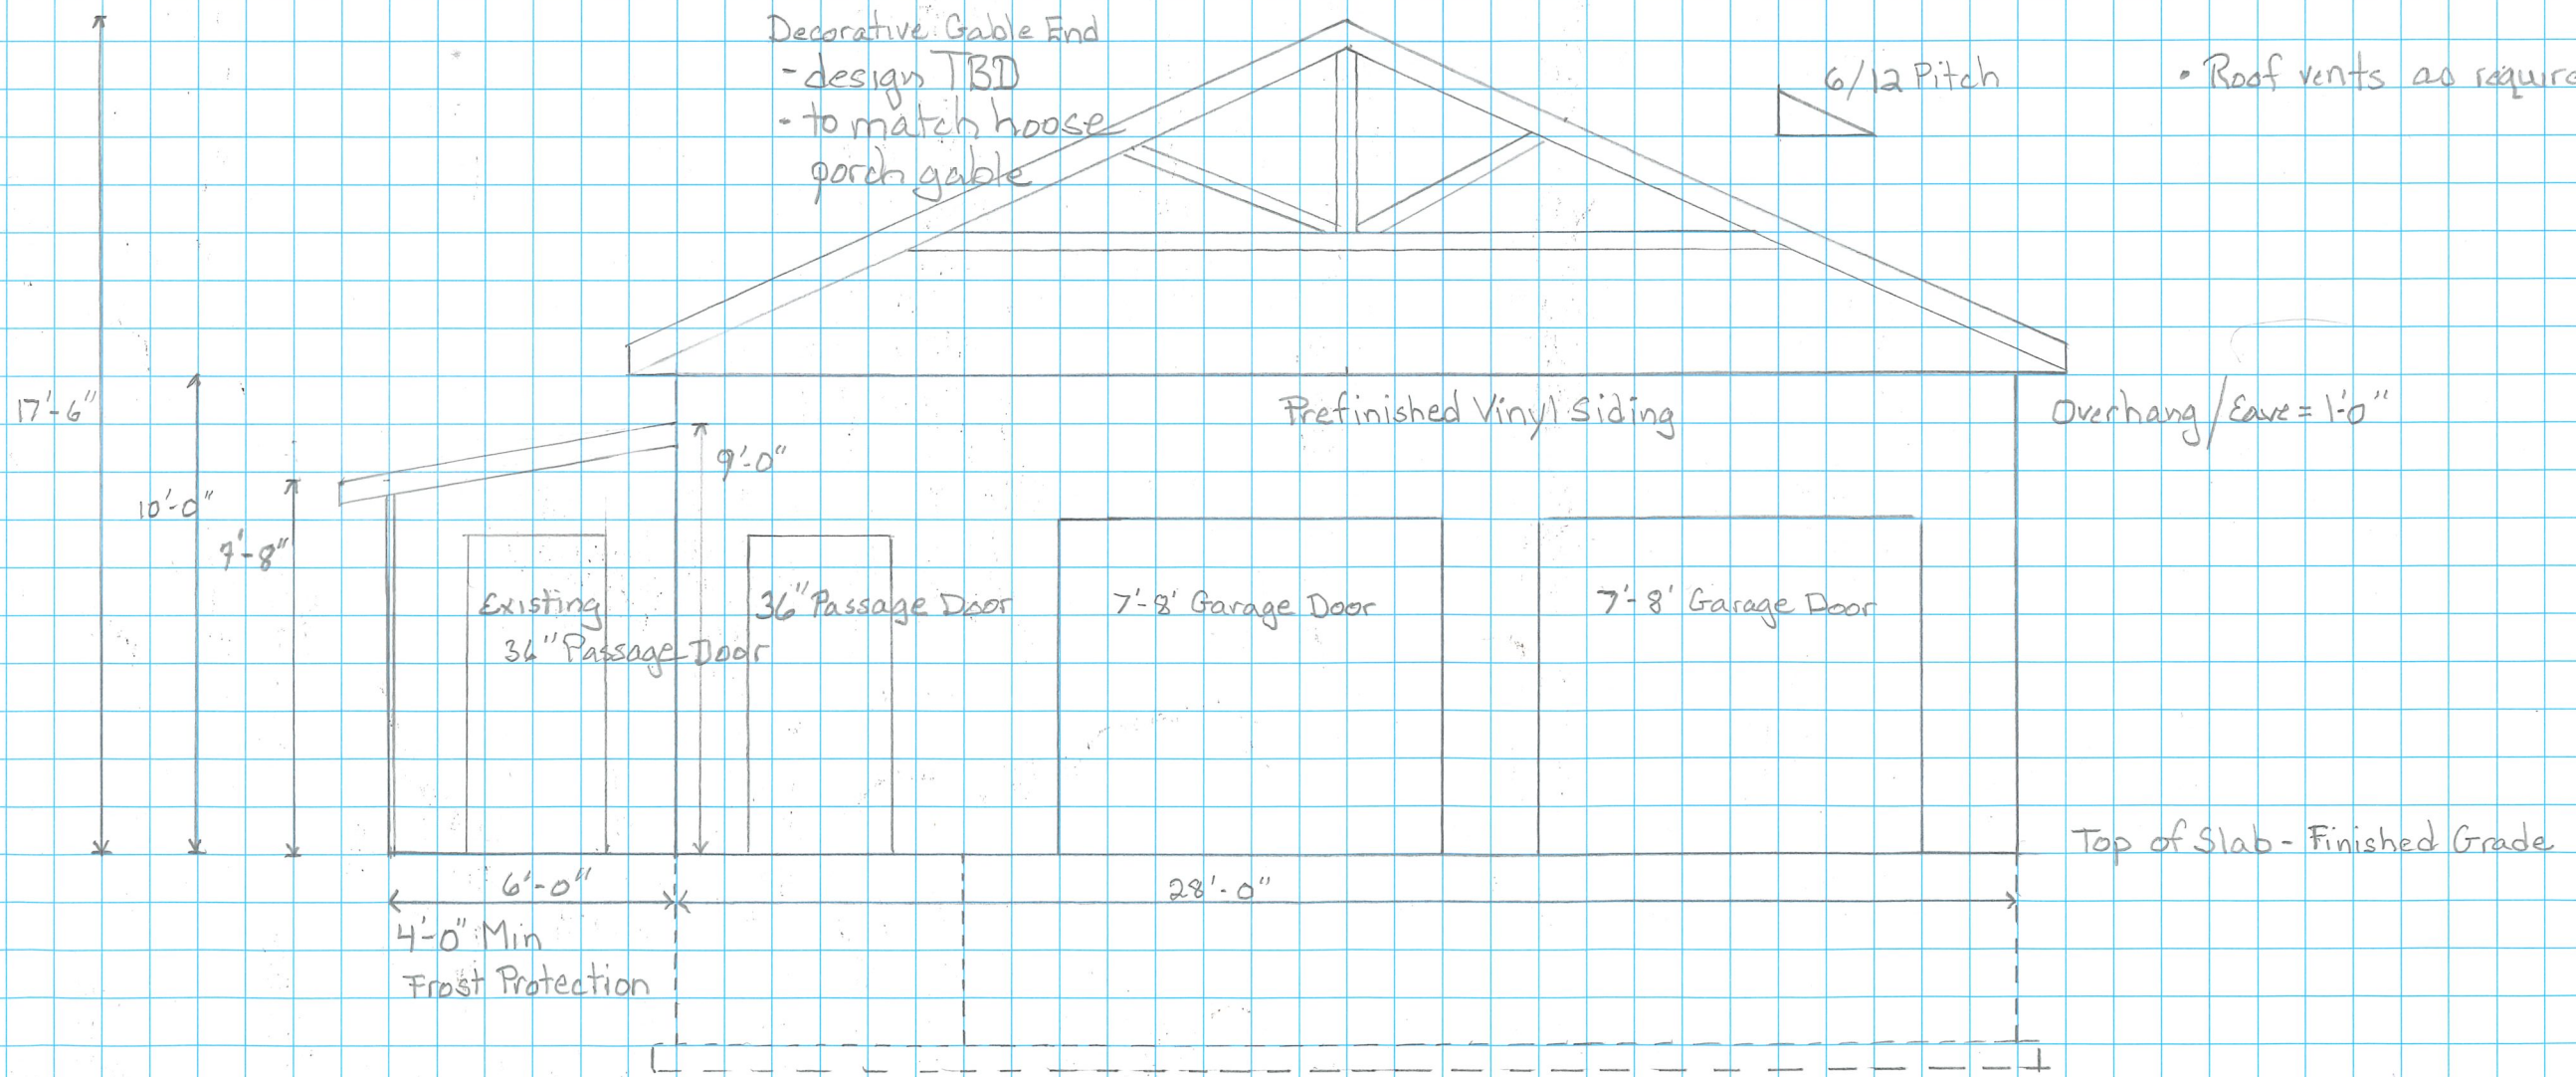 Decorative Gable End
- design TBD
- to match hoose
porch gable
6/12 Pitch
• Roof vents as require
17'-6"
10'-0"
7'-8"
9'-0"
Prefinished Vinyl Siding
Overhang/Eave = 1'-0"
Existing
36" Passage Door
36" Passage Door
7'-8' Garage Door
7'-8' Garage Door
Top of Slab - Finished Grade
6'-0"
28'-0"
4'-0" Min
Frost Protection